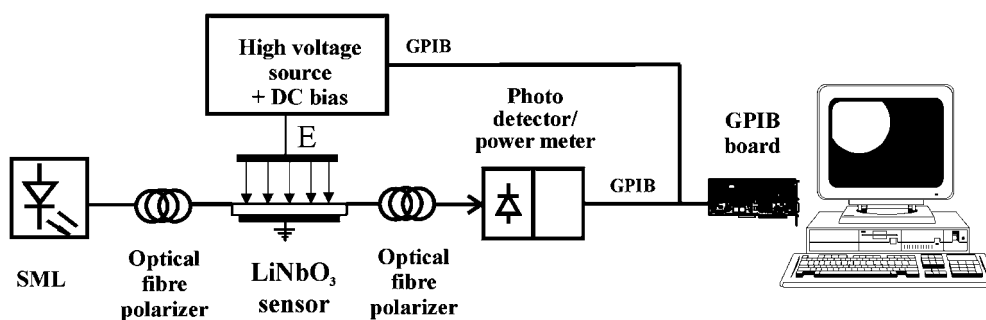 High voltage
source
+ DC bias
GPIB
E
Photo
detector/
power meter
GPIB
board
GPIB
SML
Optical
fibre
polarizer
LiNbO₃
sensor
Optical
fibre
polarizer